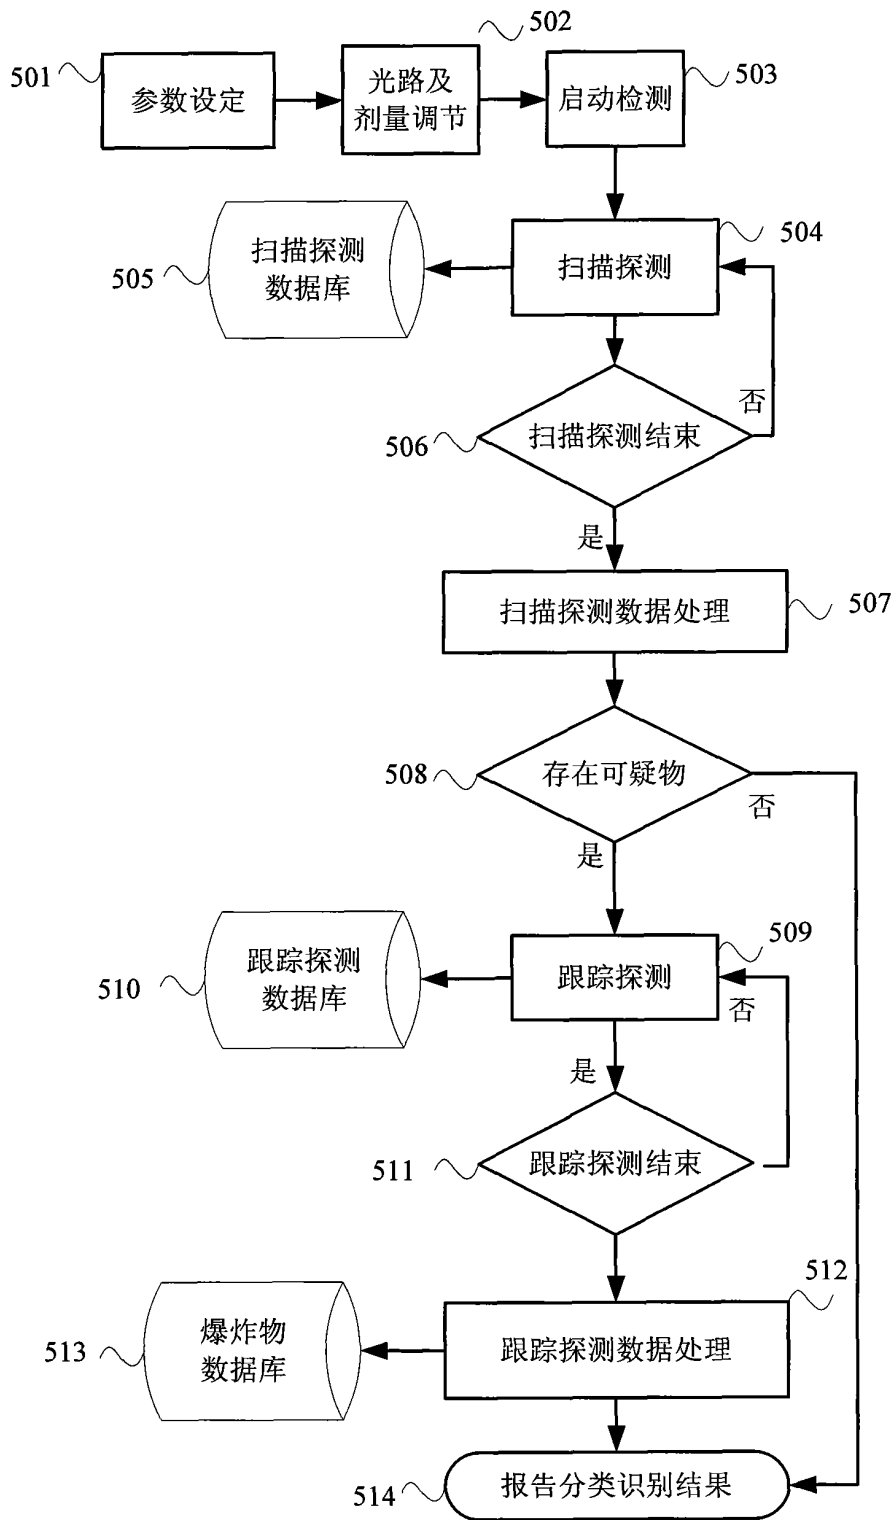 501
参数设定
502
光路及
剂量调节
503
启动检测
504
扫描探测
505
扫描探测
数据库
506
扫描探测结束
否
是
507
扫描探测数据处理
508
存在可疑物
否
是
509
跟踪探测
510
跟踪探测
数据库
否
是
511
跟踪探测结束
512
跟踪探测数据处理
513
爆炸物
数据库
514
报告分类识别结果